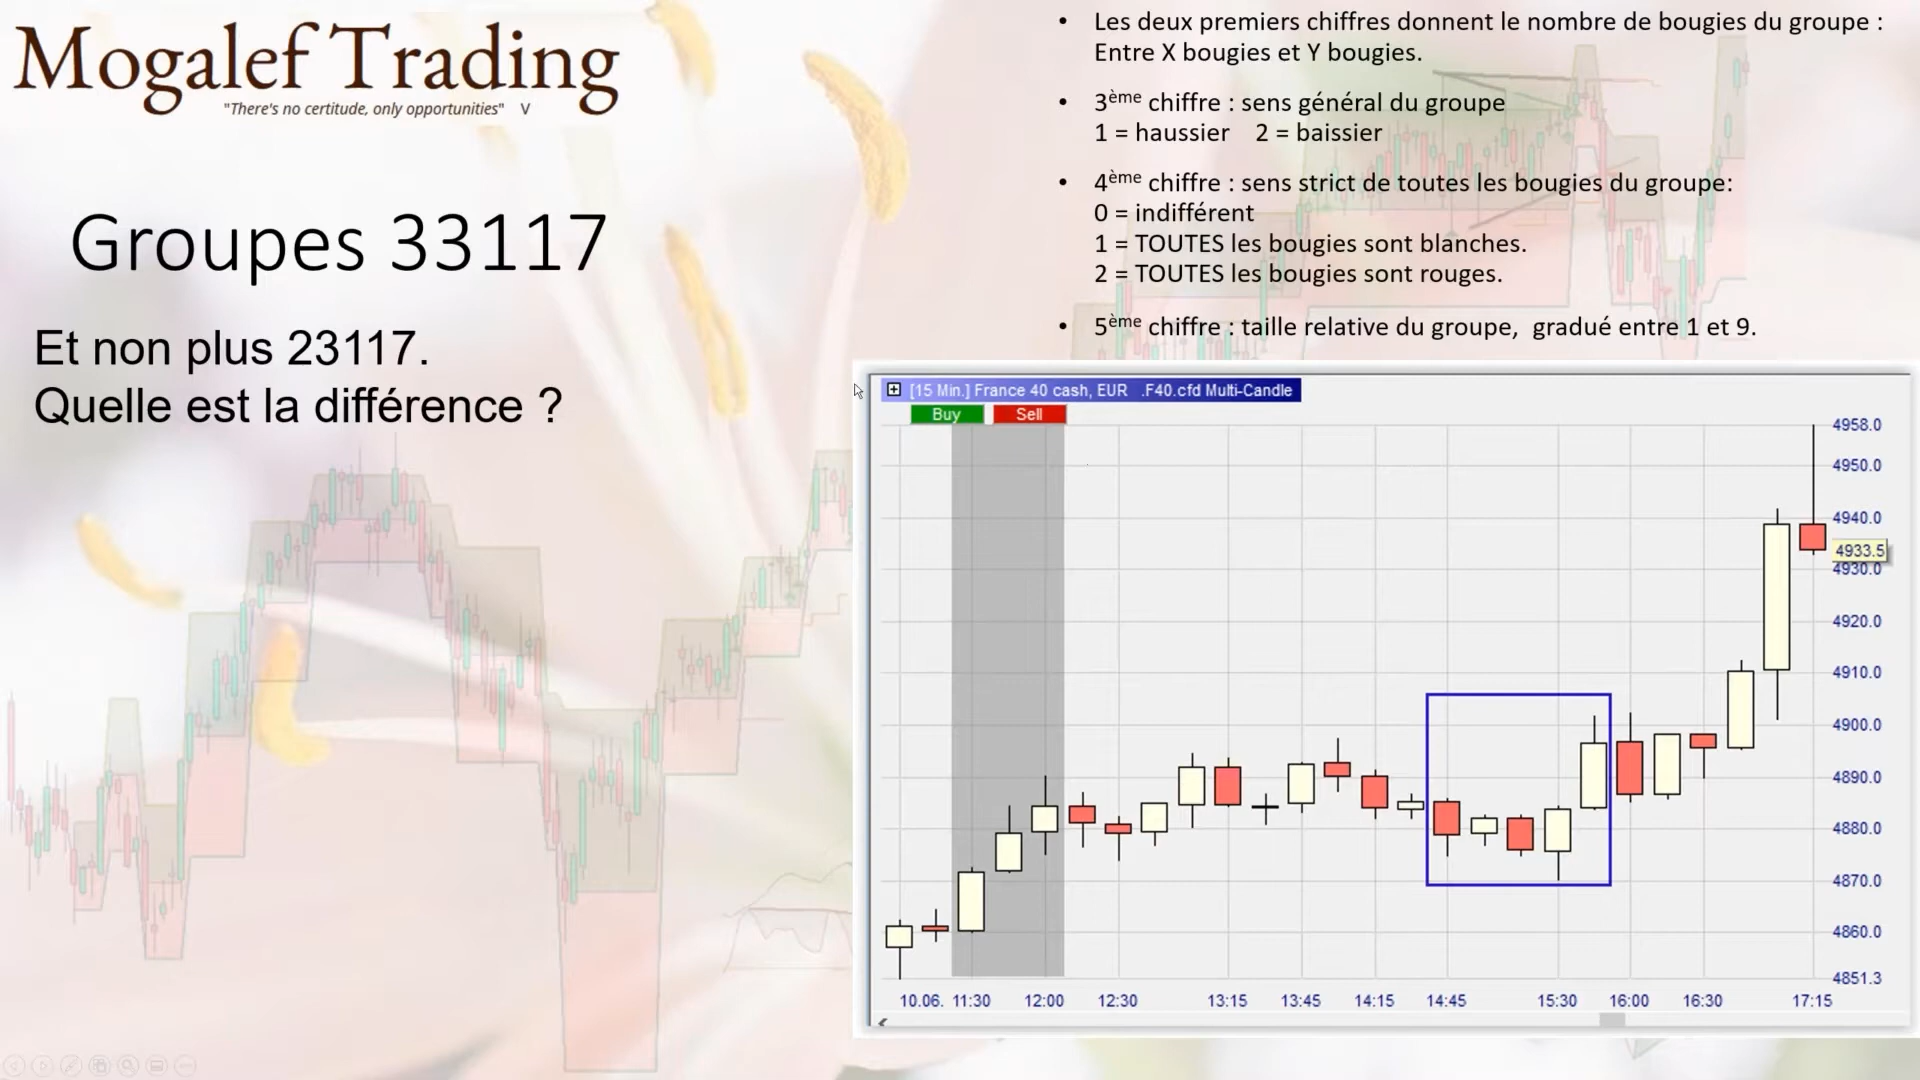 Mogalef Trading
"There's no certitude, only opportunities" V
Groupes 33117
Et non plus 23117.
Quelle est la différence ?
• Les deux premiers chiffres donnent le nombre de bougies du groupe :
Entre X bougies et Y bougies.
• 3ème chiffre : sens général du groupe
1 = haussier 2 = baissier
• 4ème chiffre : sens strict de toutes les bougies du groupe:
0 = indifférent
1 = TOUTES les bougies sont blanches.
2 = TOUTES les bougies sont rouges.
• 5ème chiffre : taille relative du groupe, gradué entre 1 et 9.
[15 Min.] France 40 cash, EUR .F40.cfd Multi-Candle
Buy Sell
4958.0
4950.0
4940.0
4933.5
4930.0
4920.0
4910.0
4900.0
4890.0
4880.0
4870.0
4860.0
4851.3
10.06. 11:30 12:00 12:30 13:15 13:45 14:15 14:45 15:30 16:00 16:30 17:15